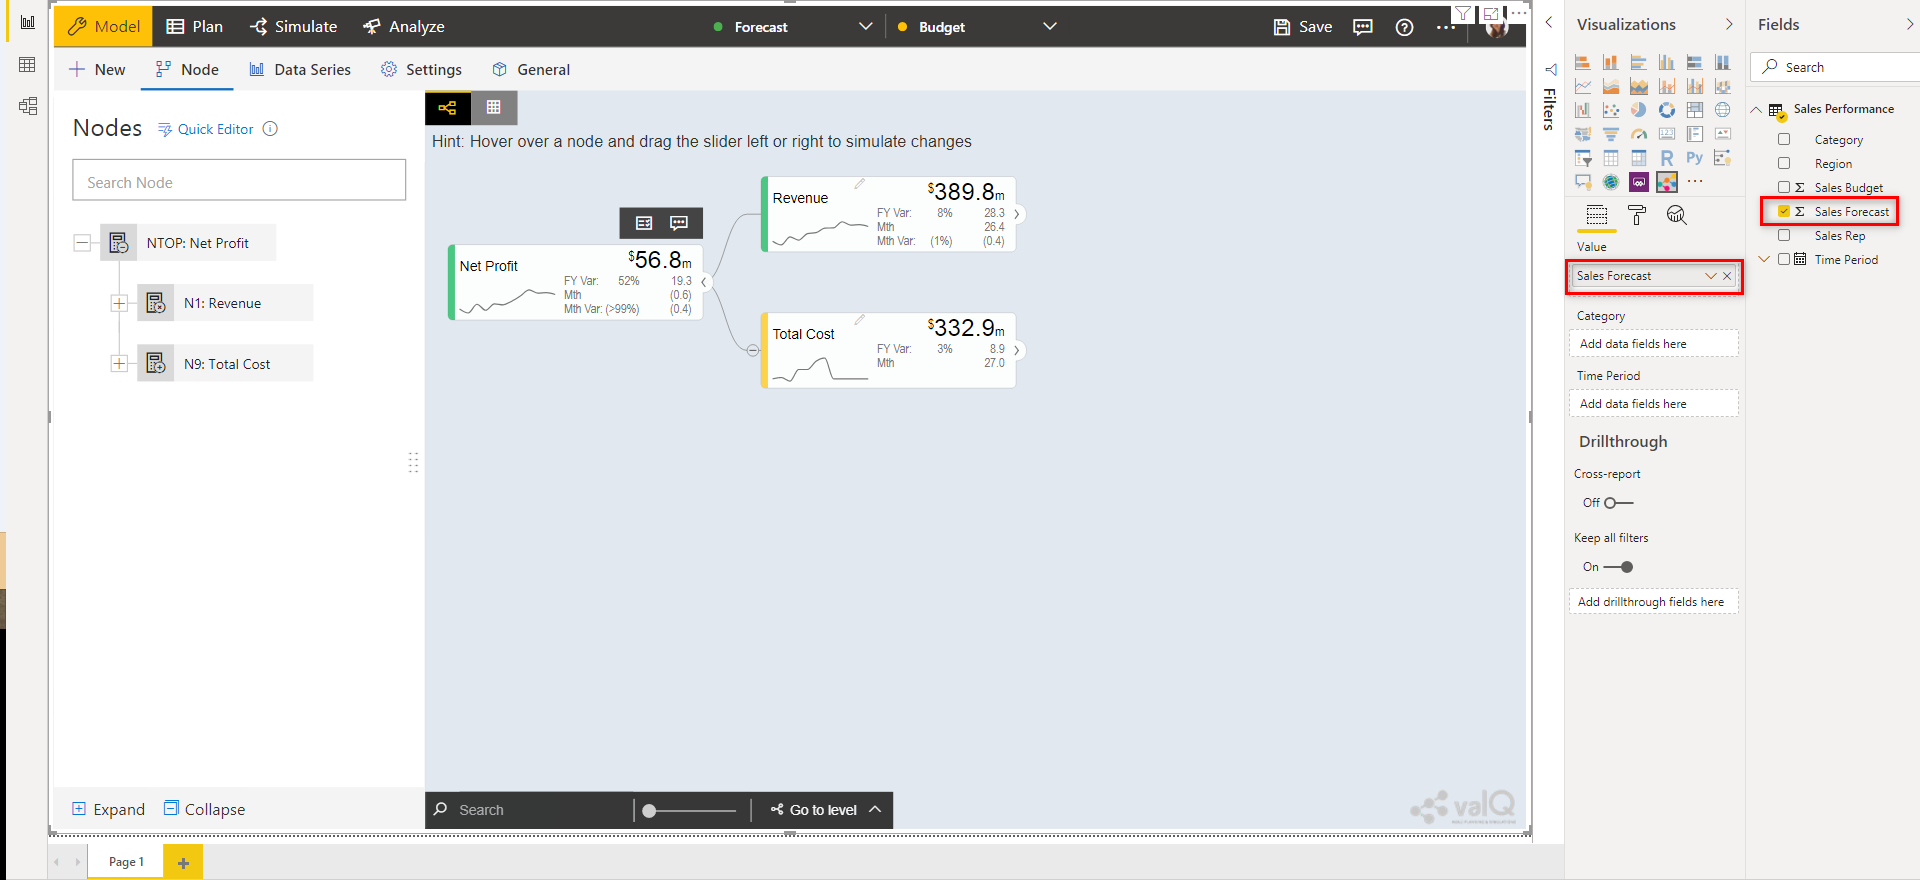 Model
Plan
Simulate
Analyze
Forecast
Budget
Save
New
Node
Data Series
Settings
General
Nodes
Quick Editor
Search Node
NTOP: Net Profit
N1: Revenue
N9: Total Cost
Expand
Collapse
Hint: Hover over a node and drag the slider left or right to simulate changes
Net Profit
$56.8m
FY Var: 52% 19.3
Mth (0.6)
Mth Var: (>99%) (0.4)
Revenue
$389.8m
FY Var: 8% 28.3
Mth 26.4
Mth Var: (1%) (0.4)
Total Cost
$332.9m
FY Var: 3% 8.9
Mth 27.0
Search
Go to level
valQ
Page 1
Filters
Visualizations
R
Py
Value
Sales Forecast
Category
Add data fields here
Time Period
Add data fields here
Drillthrough
Cross-report
Off
Keep all filters
On
Add drillthrough fields here
Fields
Search
Sales Performance
Category
Region
Σ Sales Budget
Σ Sales Forecast
Sales Rep
Time Period